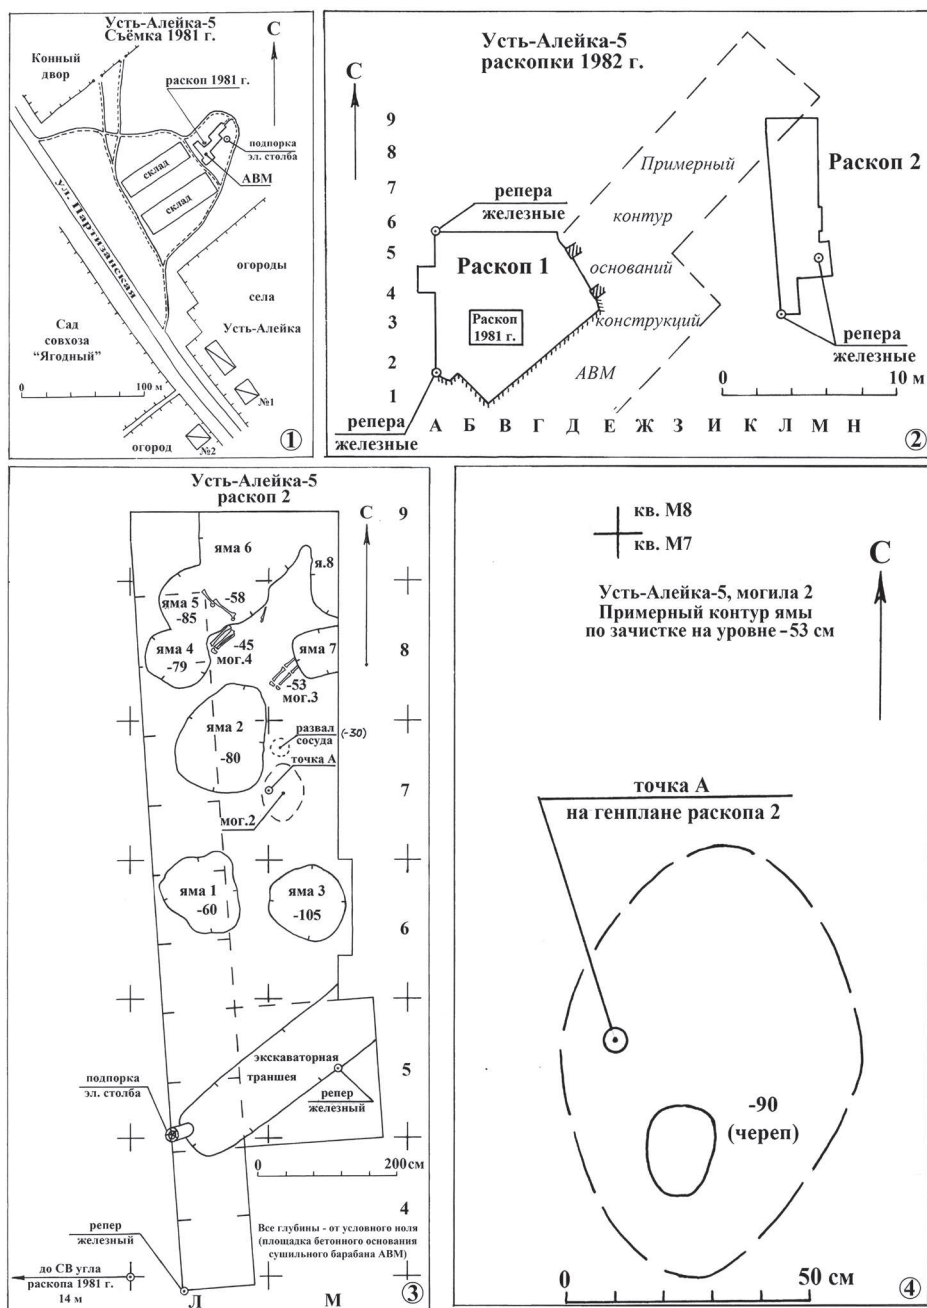 Усть-Алейка-5
Съёмка 1981 г.
С
Конный
двор
раскоп 1981 г.
подпорка
эл. столба
АВМ
склад
склад
ул. Партизанская
огороды
села
Усть-Алейка
Сад
совхоза
"Ягодный"
0 100 м
№1
огород
№2
1
Усть-Алейка-5
раскопки 1982 г.
С
9
8
7
6
5
4
3
2
1
Примерный
контур
оснований
конструкций
АВМ
Раскоп 2
репера
железные
Раскоп 1
Раскоп
1981 г.
репера
железные
0 10 м
репера
железные
А Б В Г Д Е Ж З И К Л М Н
2
Усть-Алейка-5
раскоп 2
С
9
яма 6
я.8
яма 5
-85
-58
яма 4
-79
-45
мог.4
яма 7
8
-53
мог.3
яма 2
-80
развал
сосуда
(-30)
точка А
7
мог.2
яма 1
-60
яма 3
-105
6
экскаваторная
траншея
5
подпорка
эл. столба
репер
железный
0 200 см
4
репер
железный
Все глубины - от условного ноля
(площадка бетонного основания
сушильного барабана АВМ)
до СВ угла
раскопа 1981 г.
14 м
Л М
3
кв. М8
кв. М7
С
Усть-Алейка-5, могила 2
Примерный контур ямы
по зачистке на уровне -53 см
точка А
на генплане раскопа 2
-90
(череп)
0 50 см
4